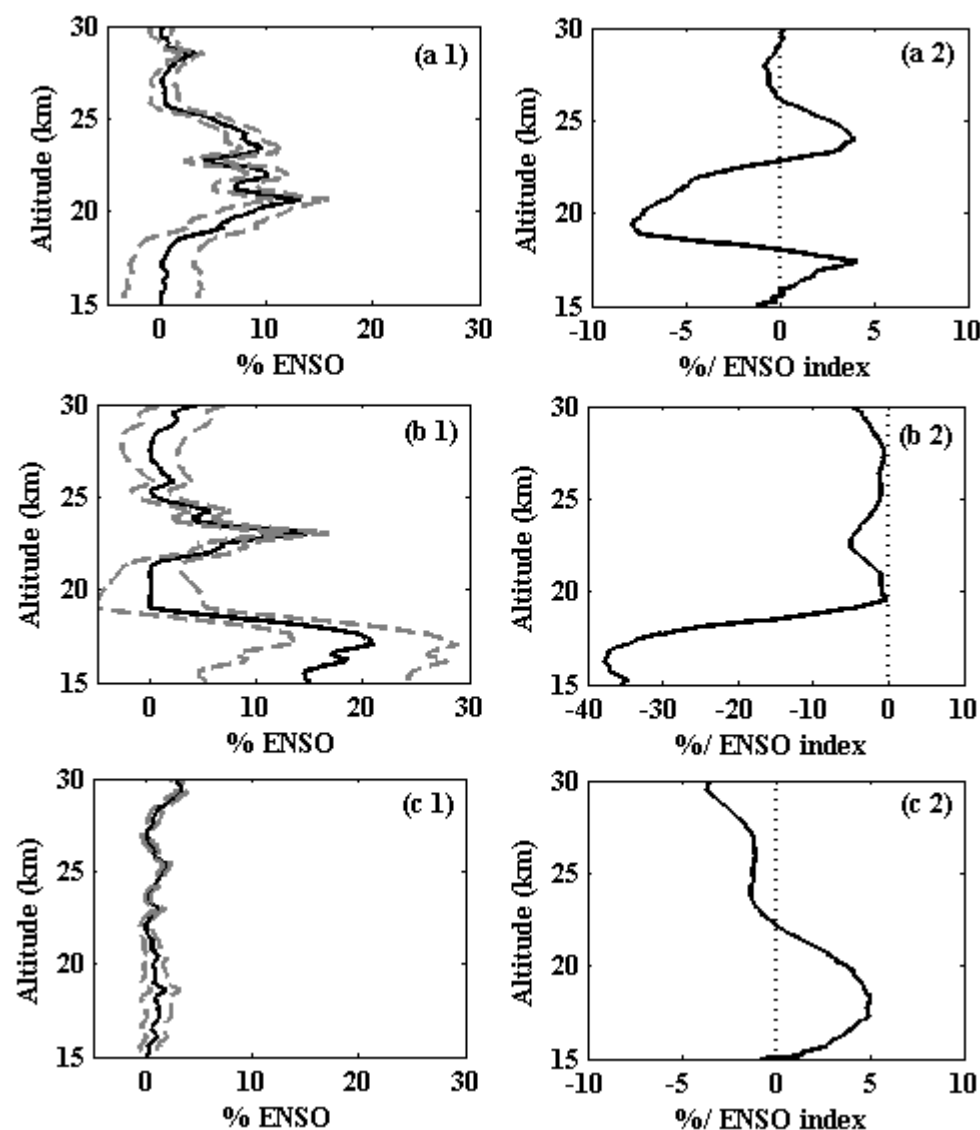 30
25
20
15
Altitude (km)
0 10 20 30
% ENSO
(a 1)
30
25
20
15
Altitude (km)
-10 -5 0 5 10
%/ ENSO index
(a 2)
30
25
20
15
Altitude (km)
0 10 20 30
% ENSO
(b 1)
30
25
20
15
Altitude (km)
-40 -30 -20 -10 0 10
%/ ENSO index
(b 2)
30
25
20
15
Altitude (km)
0 10 20 30
% ENSO
(c 1)
30
25
20
15
Altitude (km)
-10 -5 0 5 10
%/ ENSO index
(c 2)